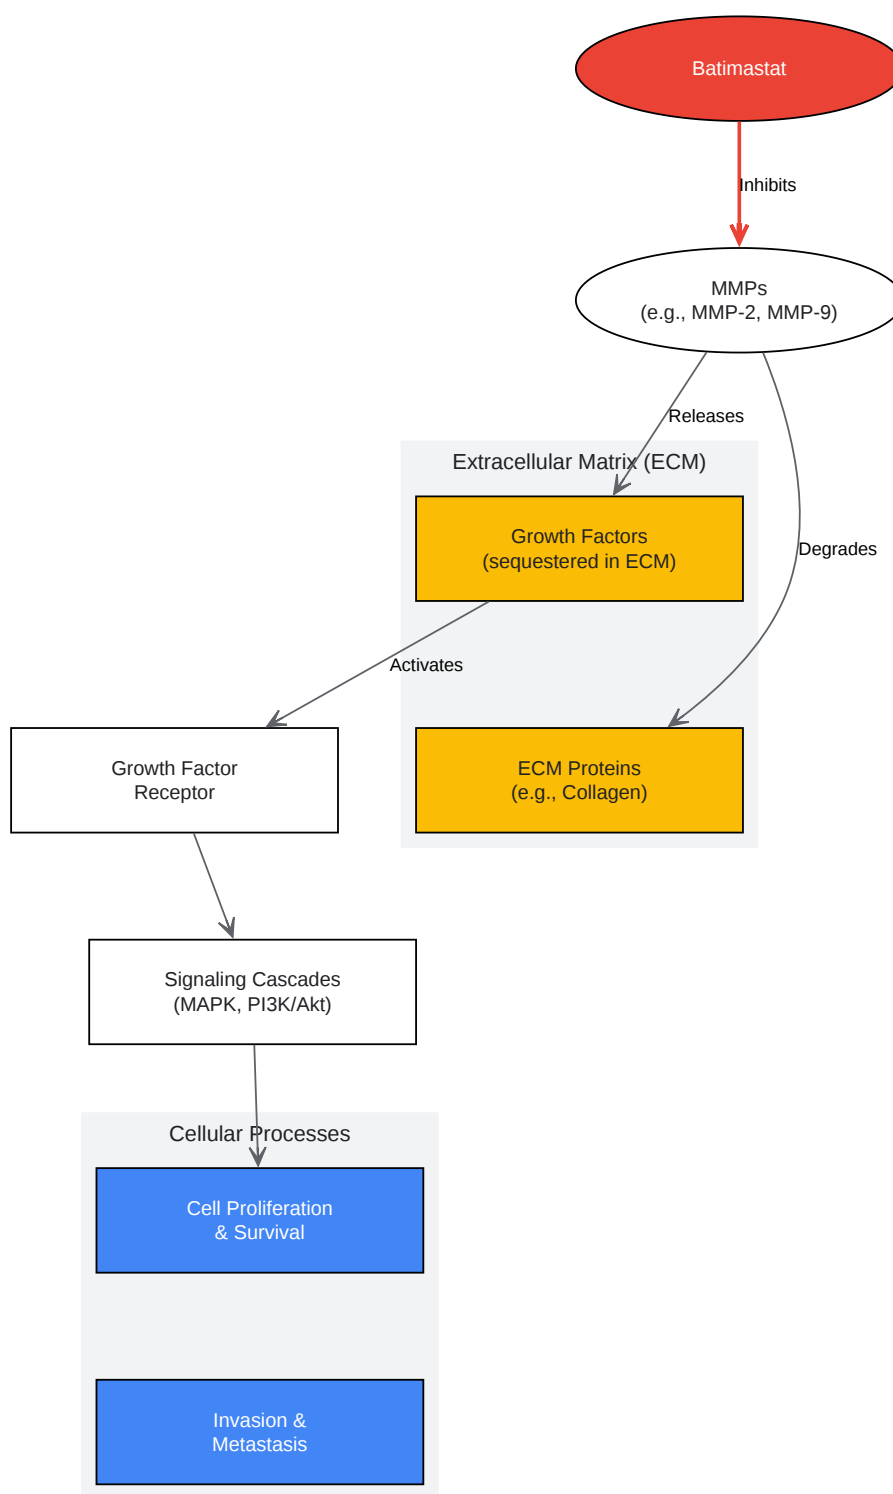 Batimastat
Inhibits
MMPs
(e.g., MMP-2, MMP-9)
Releases
Extracellular Matrix (ECM)
Growth Factors
(sequestered in ECM)
Degrades
Activates
Growth Factor
Receptor
ECM Proteins
(e.g., Collagen)
Signaling Cascades
(MAPK, PI3K/Akt)
Cellular Processes
Cell Proliferation
& Survival
Invasion &
Metastasis